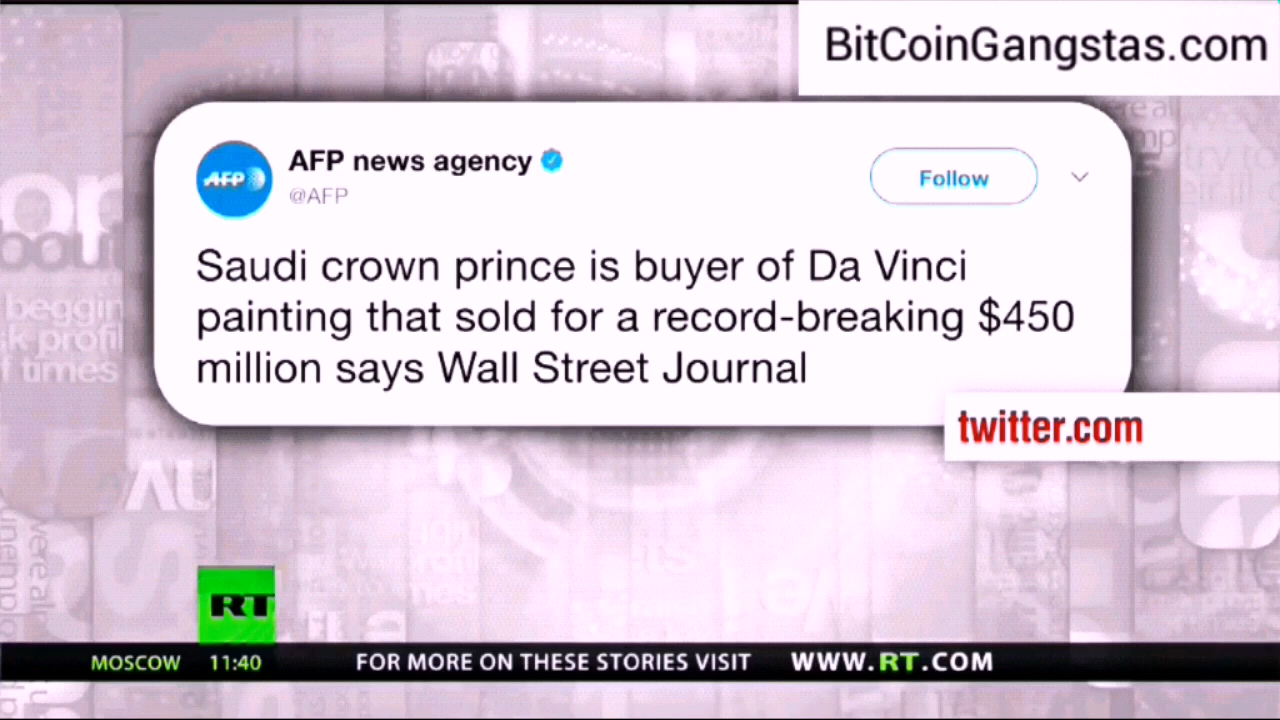 BitCoinGangstas.com
AFP
AFP news agency
Follow
@AFP
Saudi crown prince is buyer of Da Vinci
painting that sold for a record-breaking $450
million says Wall Street Journal
twitter.com
RT
MOSCOW 11:40 FOR MORE ON THESE STORIES VISIT WWW.RT.COM